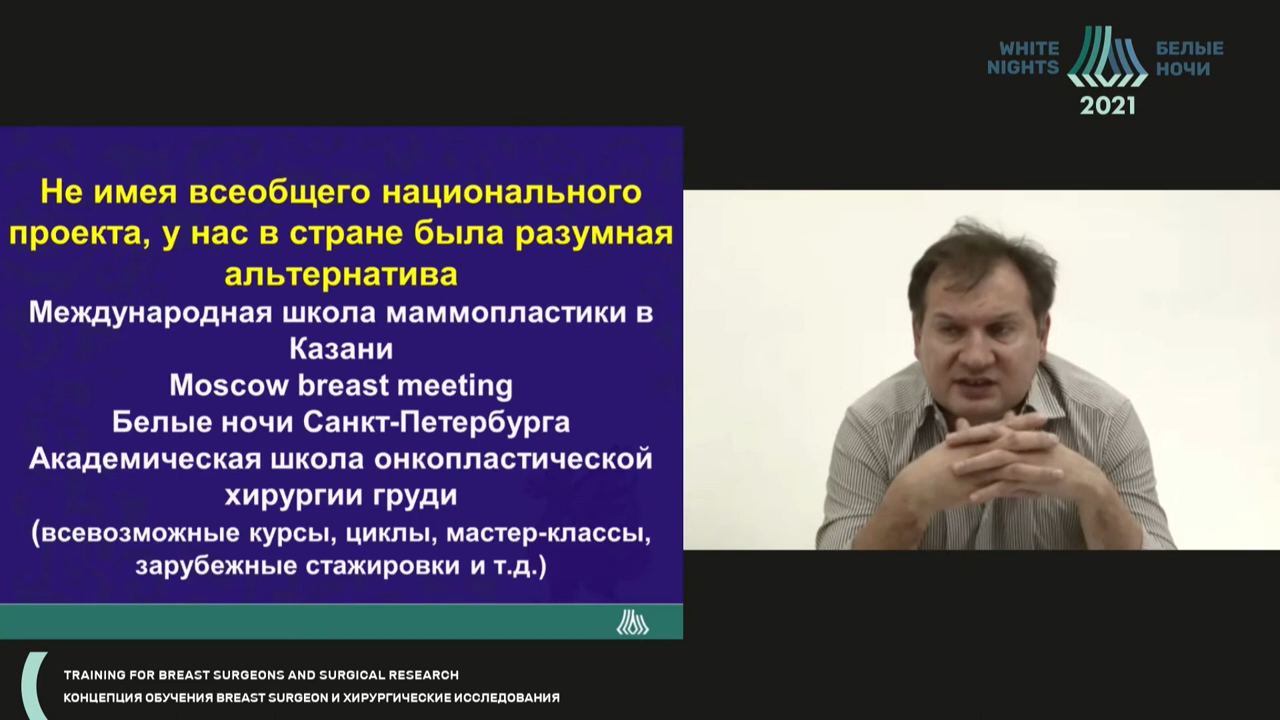 WHITE NIGHTS
БЕЛЫЕ НОЧИ
2021
Не имея всеобщего национального
проекта, у нас в стране была разумная
альтернатива
Международная школа маммопластики в
Казани
Moscow breast meeting
Белые ночи Санкт-Петербурга
Академическая школа онкопластической
хирургии груди
(всевозможные курсы, циклы, мастер-классы,
зарубежные стажировки и т.д.)
TRAINING FOR BREAST SURGEONS AND SURGICAL RESEARCH
КОНЦЕПЦИЯ ОБУЧЕНИЯ BREAST SURGEON И ХИРУРГИЧЕСКИЕ ИССЛЕДОВАНИЯ